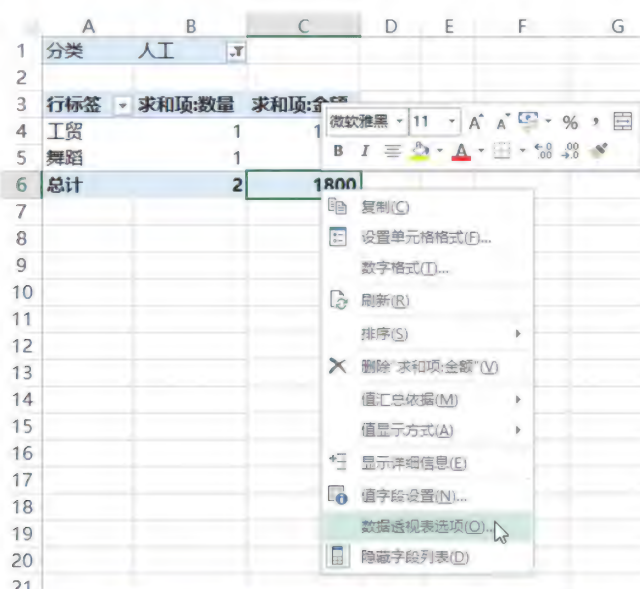 A B C D E F G
1 分类 人工
2
3 行标签 求和项:数量 求和项:金额
微软雅黑 11 A A % ,
4 工贸 1 1
B I A
5 舞蹈 1
6 总计 2 1800
7 复制(C)
8 设置单元格格式(F)...
9 数字格式(T)...
10 刷新(R)
11 排序(S)
12
13 删除"求和项:金额"(V)
14 值汇总依据(M)
15 值显示方式(A)
16 显示详细信息(E)
17
18 值字段设置(N)...
19 数据透视表选项(O)...
20 隐藏字段列表(D)
21